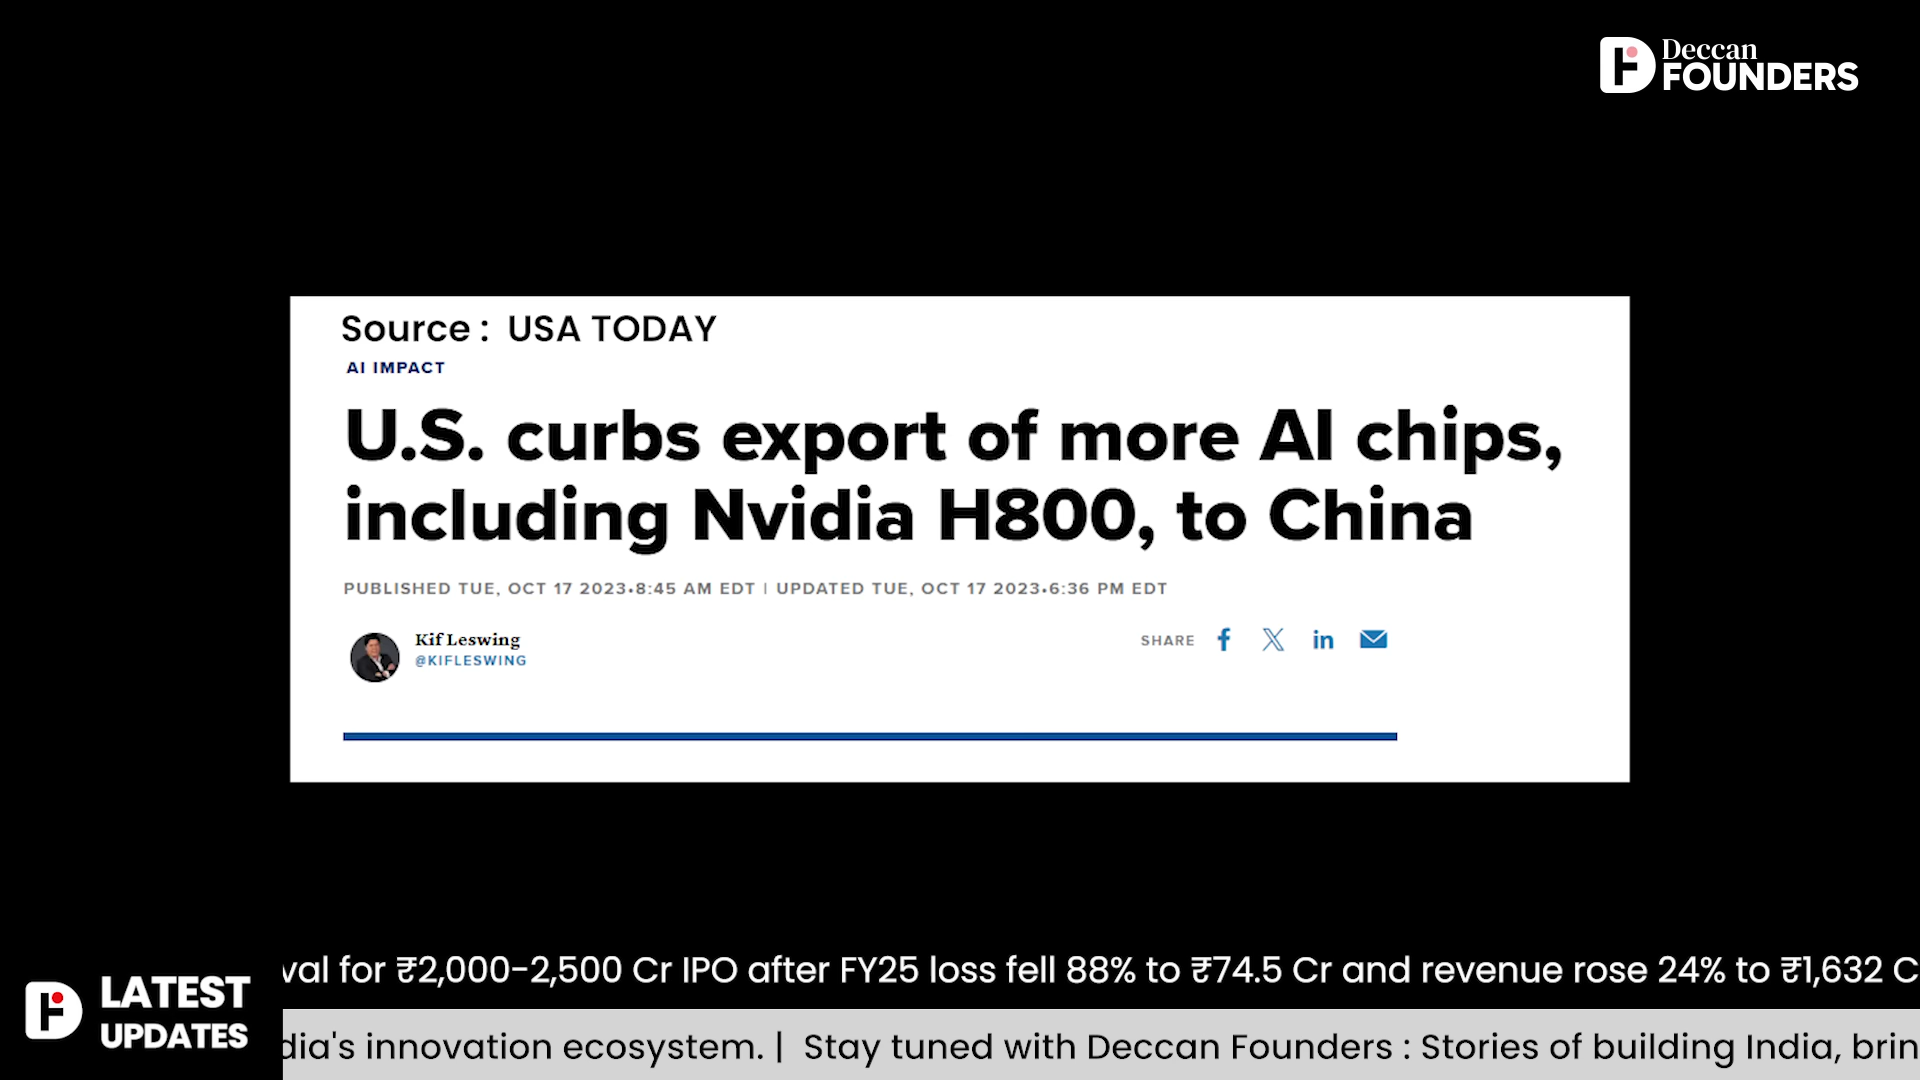 Deccan
FOUNDERS
Source : USA TODAY
AI IMPACT
U.S. curbs export of more AI chips,
including Nvidia H800, to China
PUBLISHED TUE, OCT 17 2023•8:45 AM EDT | UPDATED TUE, OCT 17 2023•6:36 PM EDT
Kif Leswing
@KIFLESWING
SHARE
LATEST
UPDATES
val for ₹2,000-2,500 Cr IPO after FY25 loss fell 88% to ₹74.5 Cr and revenue rose 24% to ₹1,632 C
dia's innovation ecosystem. | Stay tuned with Deccan Founders : Stories of building India, brin